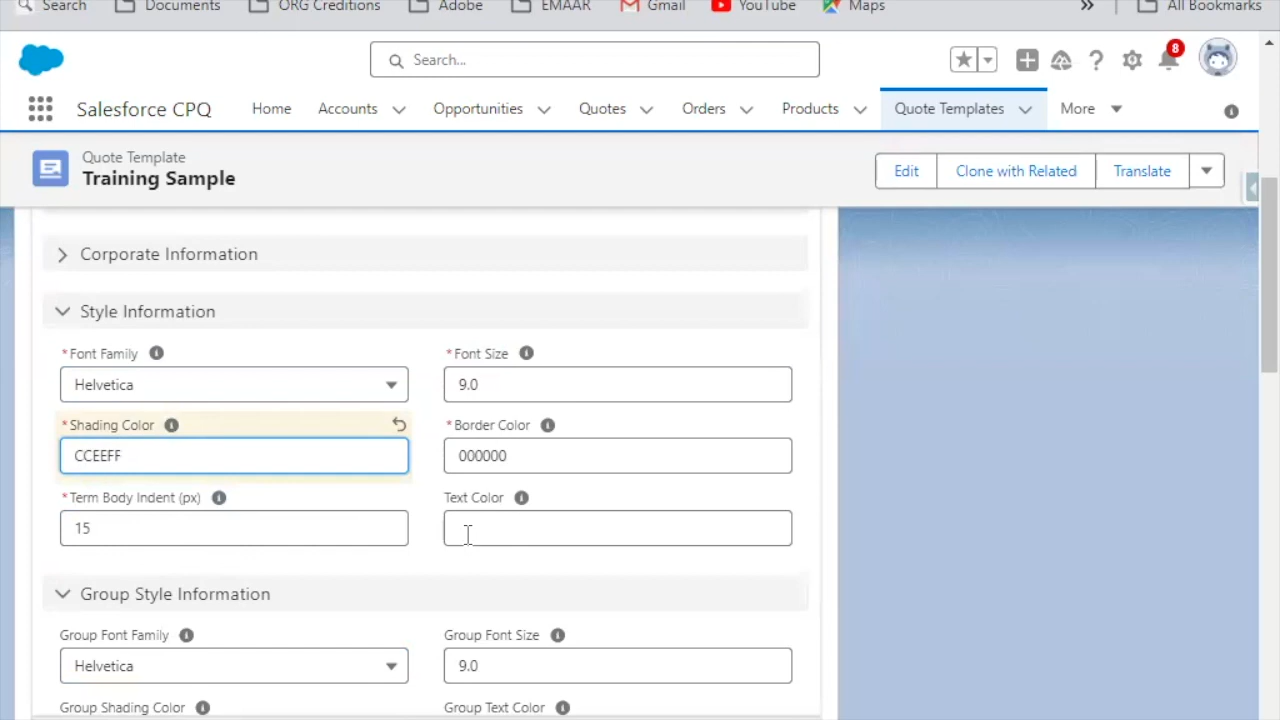 Search Documents ORG Creditions Adobe EMAAR Gmail YouTube Maps » All Bookmarks
Search...
8
Salesforce CPQ Home Accounts Opportunities Quotes Orders Products Quote Templates More
Quote Template
Training Sample
Edit Clone with Related Translate
Corporate Information
Style Information
*Font Family *Font Size
Helvetica 9.0
*Shading Color *Border Color
CCEEFF 000000
*Term Body Indent (px) Text Color
15
Group Style Information
Group Font Family Group Font Size
Helvetica 9.0
Group Shading Color Group Text Color